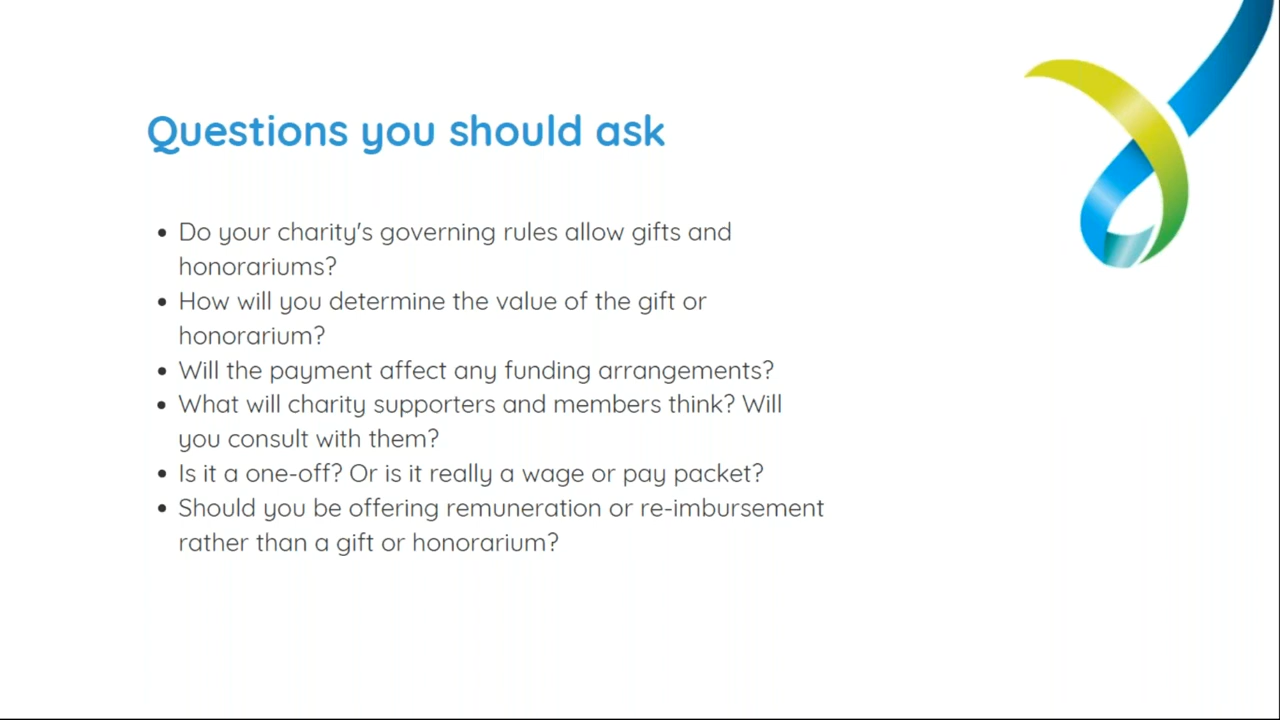 Questions you should ask
• Do your charity's governing rules allow gifts and
honorariums?
• How will you determine the value of the gift or
honorarium?
• Will the payment affect any funding arrangements?
• What will charity supporters and members think? Will
you consult with them?
• Is it a one-off? Or is it really a wage or pay packet?
• Should you be offering remuneration or re-imbursement
rather than a gift or honorarium?